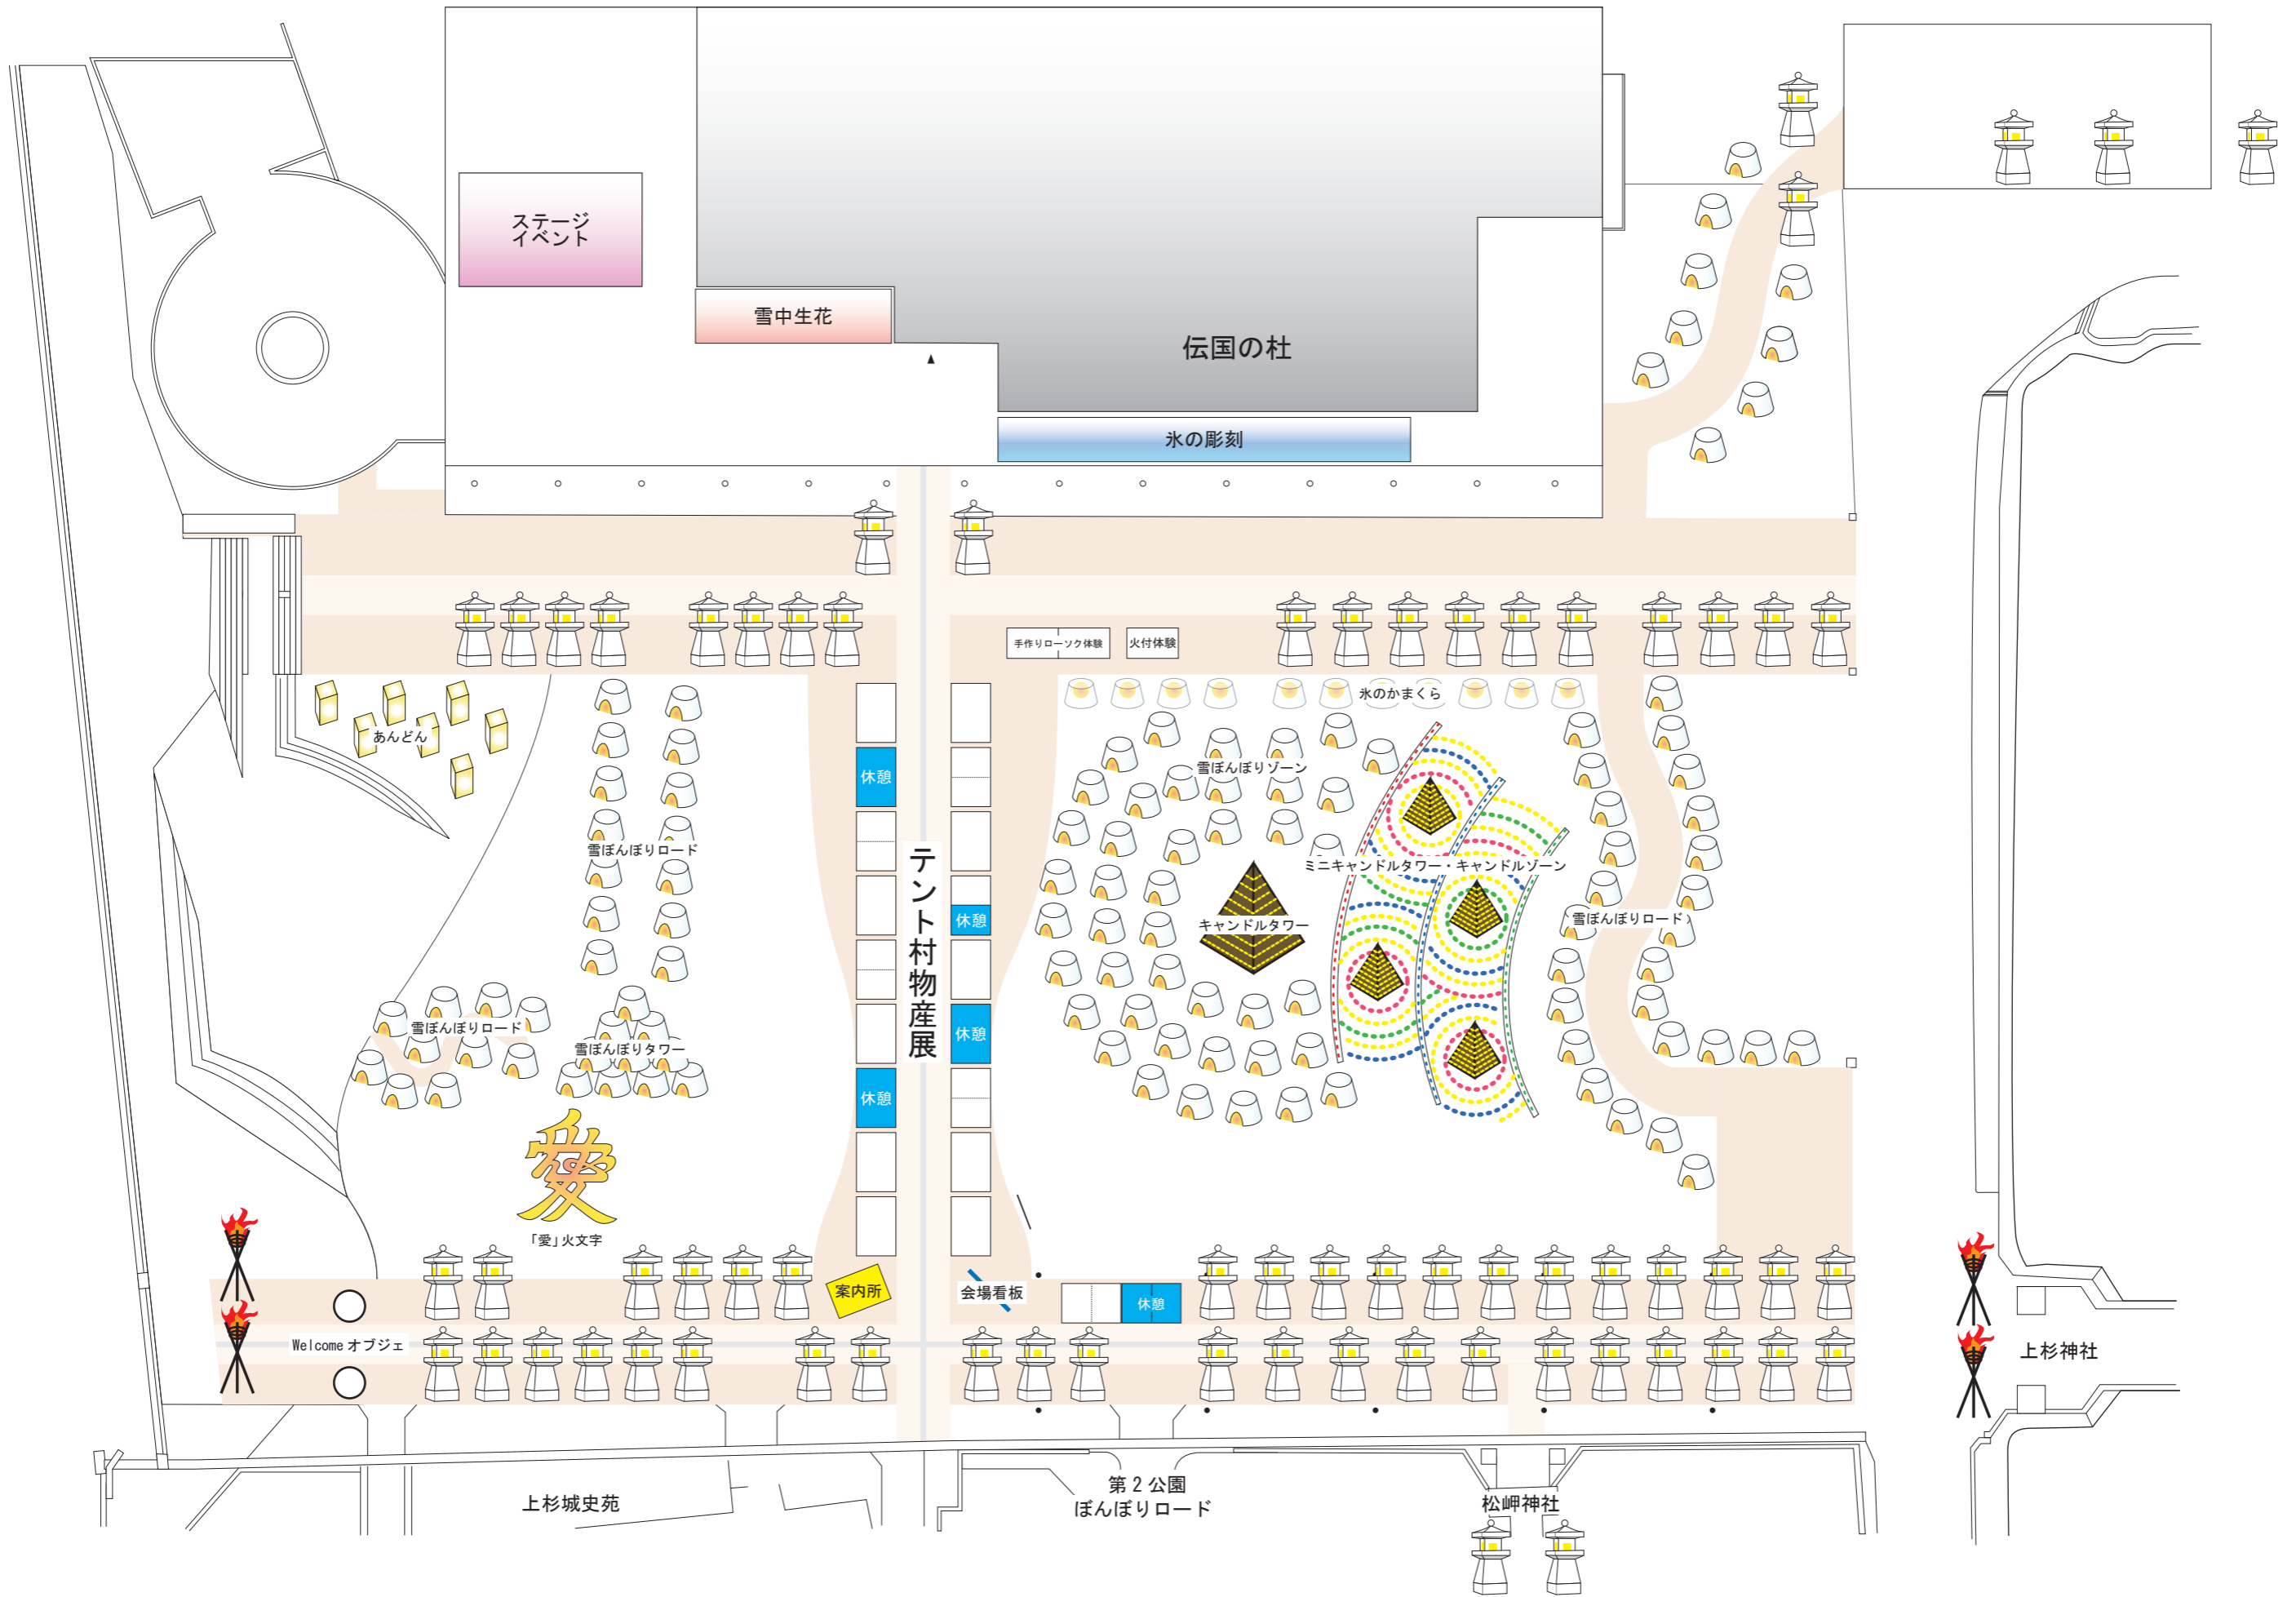 ステージ
イベント
雪中生花
伝国の杜
氷の彫刻
手作りローソク体験
火付体験
氷のかまくら
あんどん
雪ぼんぼりゾーン
休憩
雪ぼんぼりロード
テント村物産展
ミニキャンドルタワー・キャンドルゾーン
休憩
キャンドルタワー
雪ぼんぼりロード
雪ぼんぼりロード
雪ぼんぼりタワー
休憩
休憩
愛
「愛」火文字
案内所
会場看板
休憩
Welcome オブジェ
上杉神社
上杉城史苑
第2公園
ぼんぼりロード
松岬神社